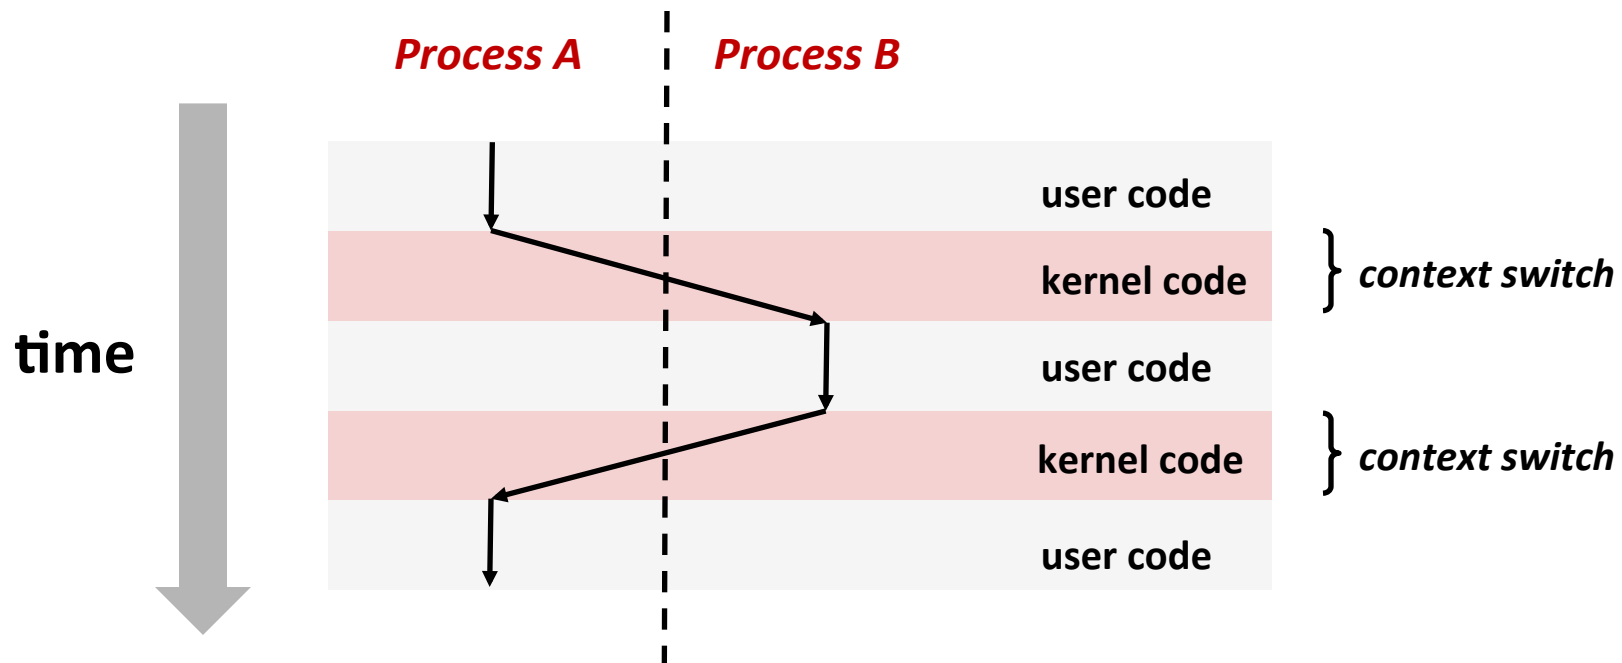 Process A
Process B
user code
kernel code
context switch
time
user code
kernel code
context switch
user code